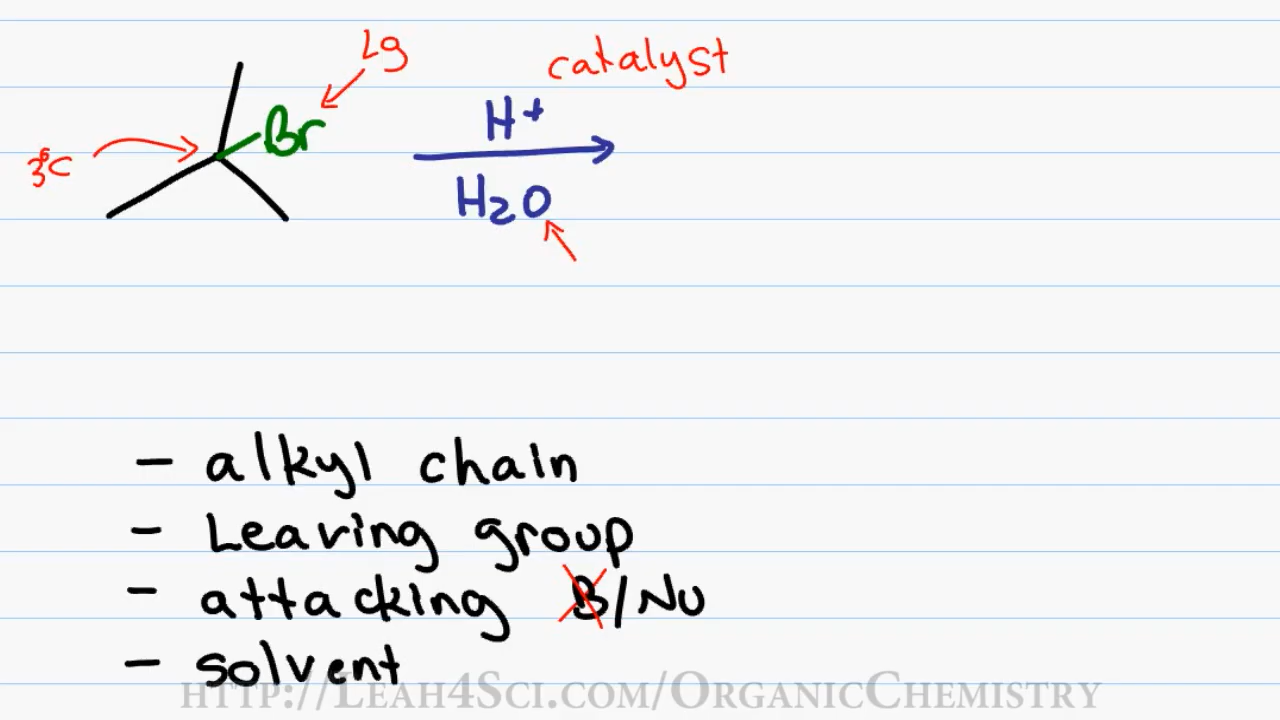 Lg
catalyst
Br
H+
3°C
H2O
- alkyl chain
- Leaving group
- attacking B/Nu
- solvent
HTTP://LEAH4SCI.COM/ORGANICCHEMISTRY